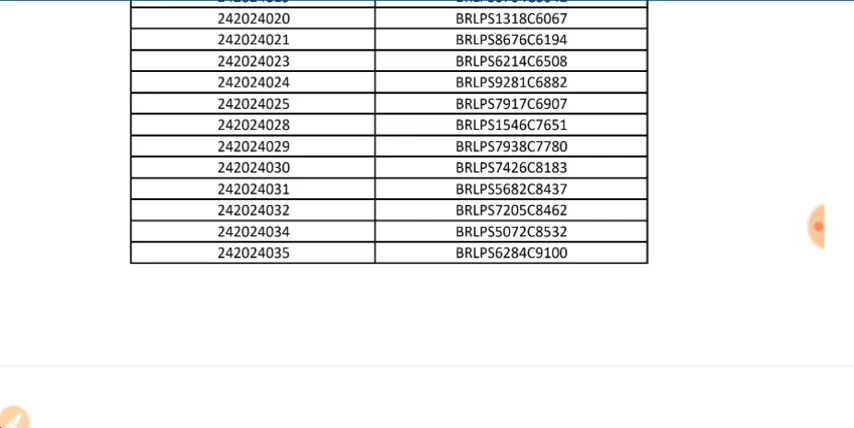 242024020 BRLPS1318C6067
242024021 BRLPS8676C6194
242024023 BRLPS6214C6508
242024024 BRLPS9281C6882
242024025 BRLPS7917C6907
242024028 BRLPS1546C7651
242024029 BRLPS7938C7780
242024030 BRLPS7426C8183
242024031 BRLPS5682C8437
242024032 BRLPS7205C8462
242024034 BRLPS5072C8532
242024035 BRLPS6284C9100